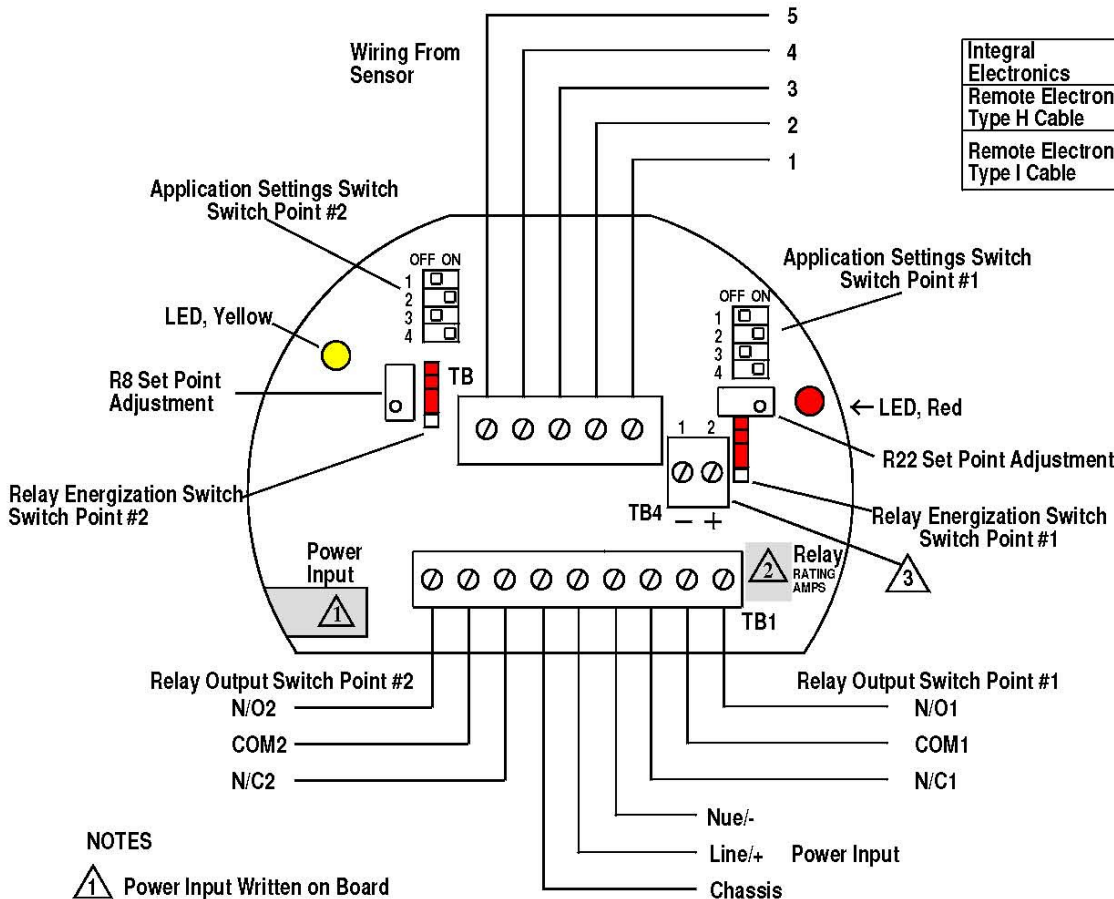 5
Wiring From
Sensor
4
3
2
1
Integral
Electronics
Remote Electron
Type H Cable
Remote Electron
Type I Cable
Application Settings Switch
Switch Point #2
OFF ON
1
2
3
4
Application Settings Switch
Switch Point #1
OFF ON
1
2
3
4
LED, Yellow
R8 Set Point
Adjustment
TB
LED, Red
1 2
R22 Set Point Adjustment
Relay Energization Switch
Switch Point #2
TB4
− +
Relay Energization Switch
Switch Point #1
Power
Input
1
2
Relay
RATING
AMPS
3
TB1
Relay Output Switch Point #2
N/O2
COM2
N/C2
Relay Output Switch Point #1
N/O1
COM1
N/C1
Nue/-
Line/+ Power Input
Chassis
NOTES
1 Power Input Written on Board